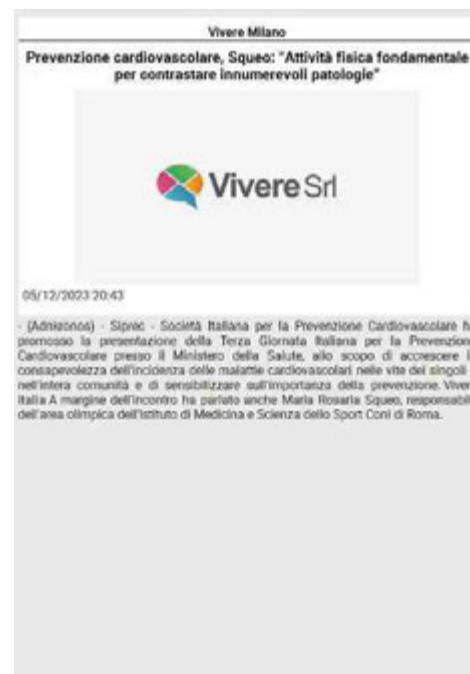 Vivere Milano
Prevenzione cardiovascolare, Squeo: "Attività fisica fondamentale
per contrastare innumerevoli patologie"
Vivere Srl
05/12/2023 20:43
- (Adnkronos) - Siprec - Società Italiana per la Prevenzione Cardiovascolare h
promosso la presentazione della Terza Giornata Italiana per la Prevenzion
Cardiovascolare presso il Ministero della Salute, allo scopo di accrescere l
consapevolezza dell'incidenza delle malattie cardiovascolari nelle vite dei singoli
nell'intera comunità e di sensibilizzare sull'importanza della prevenzione. Viver
Italia A margine dell'incontro ha parlato anche Maria Rosaria Squeo, responsabil
dell'area olimpica dell'Istituto di Medicina e Scienza dello Sport Coni di Roma.